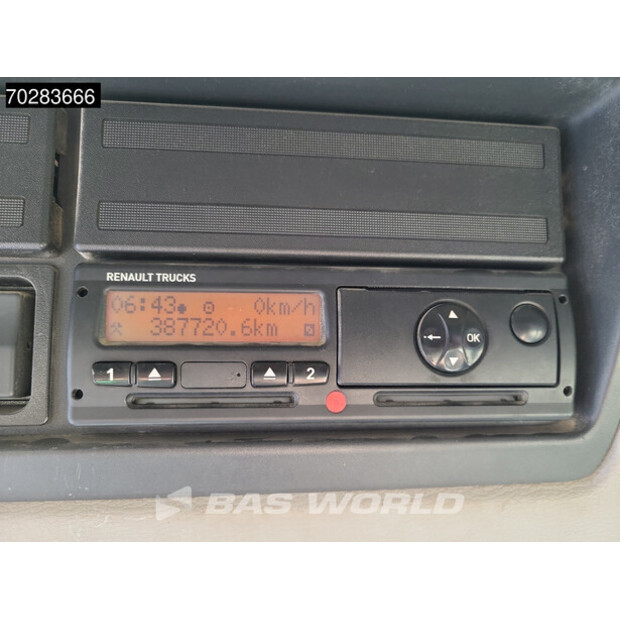 70283666
RENAULT TRUCKS
06:43 0km/h
387720.6km
1 2
OK
BAS WORLD